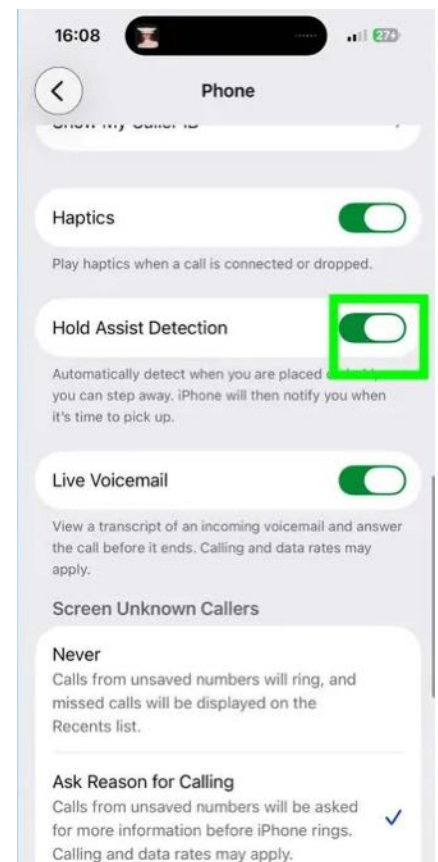 16:08
27
Phone
Show My Caller ID
Haptics
Play haptics when a call is connected or dropped.
Hold Assist Detection
Automatically detect when you are placed
you can step away. iPhone will then notify you when
it's time to pick up.
Live Voicemail
View a transcript of an incoming voicemail and answer
the call before it ends. Calling and data rates may
apply.
Screen Unknown Callers
Never
Calls from unsaved numbers will ring, and
missed calls will be displayed on the
Recents list.
Ask Reason for Calling
Calls from unsaved numbers will be asked
for more information before iPhone rings.
Calling and data rates may apply.